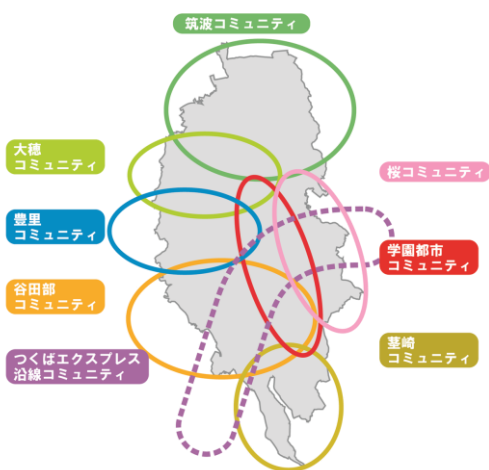 筑波コミュニティ
大穂
コミュニティ
桜コミュニティ
豊里
コミュニティ
学園都市
コミュニティ
谷田部
コミュニティ
つくばエクスプレス
沿線コミュニティ
茎崎
コミュニティ